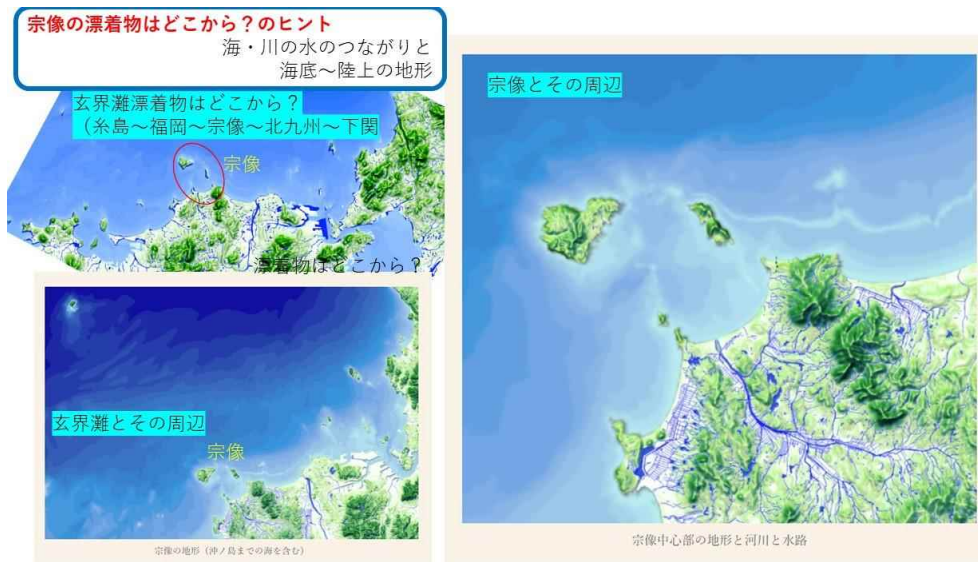 宗像の漂着物はどこから？のヒント
海・川の水のつながりと
海底～陸上の地形
玄界灘漂着物はどこから？
（糸島～福岡～宗像～北九州～下関
宗像
漂着物はどこから？
玄界灘とその周辺
宗像
宗像の地形（沖ノ島までの海を含む）
宗像とその周辺
宗像中心部の地形と河川と水路